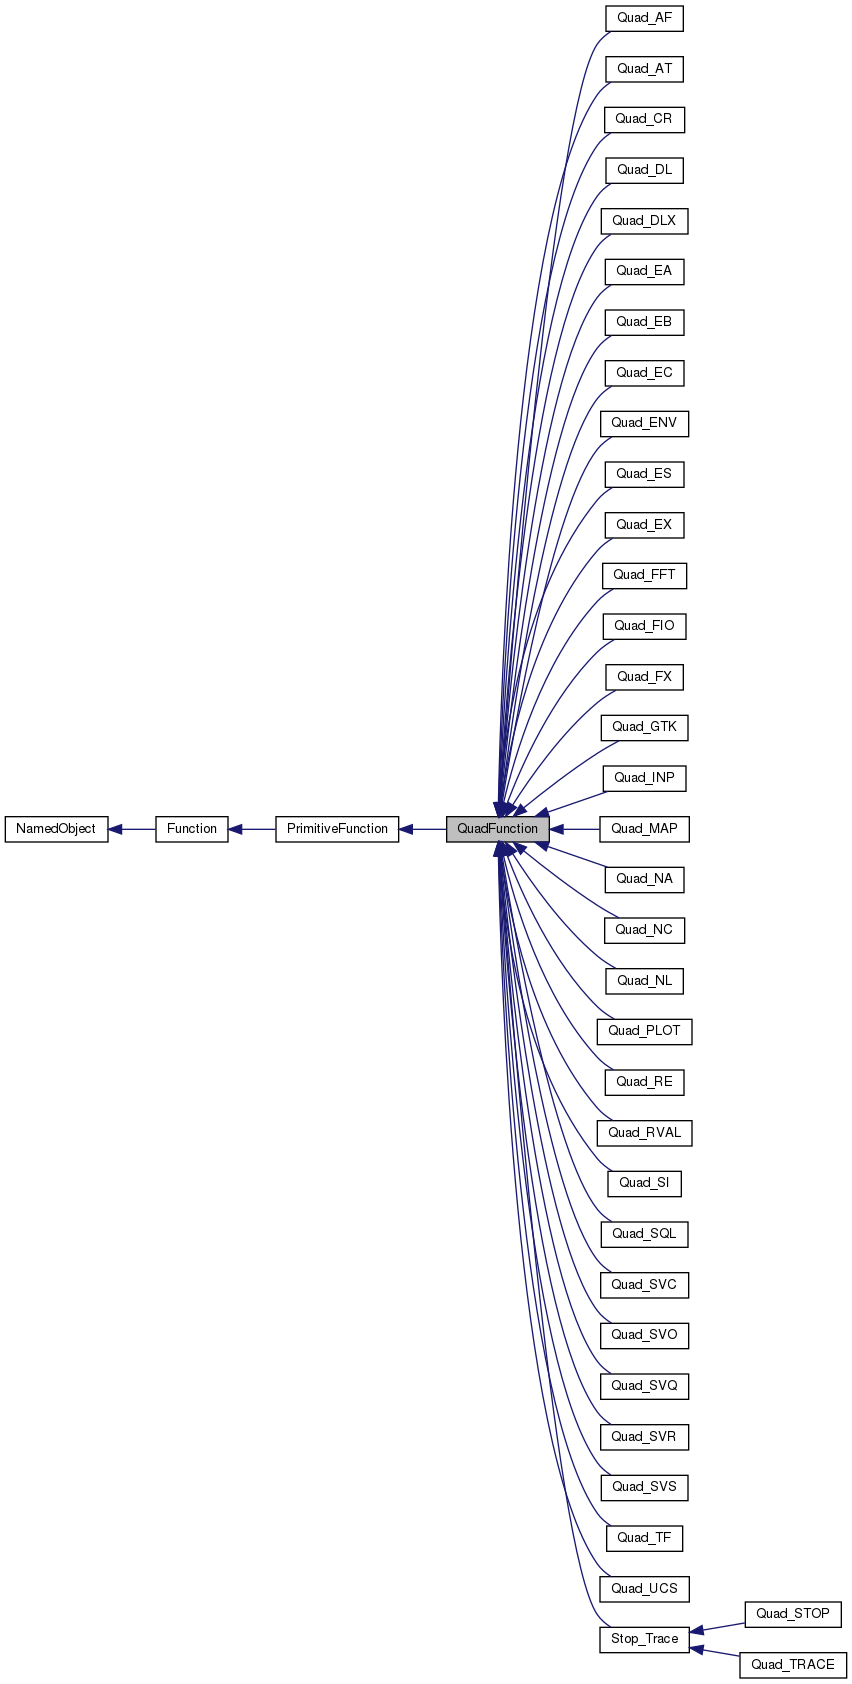 Quad_AF
Quad_AT
Quad_CR
Quad_DL
Quad_DLX
Quad_EA
Quad_EB
Quad_EC
Quad_ENV
Quad_ES
Quad_EX
Quad_FFT
Quad_FIO
Quad_FX
Quad_GTK
Quad_INP
NamedObject
Function
PrimitiveFunction
QuadFunction
Quad_MAP
Quad_NA
Quad_NC
Quad_NL
Quad_PLOT
Quad_RE
Quad_RVAL
Quad_SI
Quad_SQL
Quad_SVC
Quad_SVO
Quad_SVQ
Quad_SVR
Quad_SVS
Quad_TF
Quad_UCS
Quad_STOP
Stop_Trace
Quad_TRACE